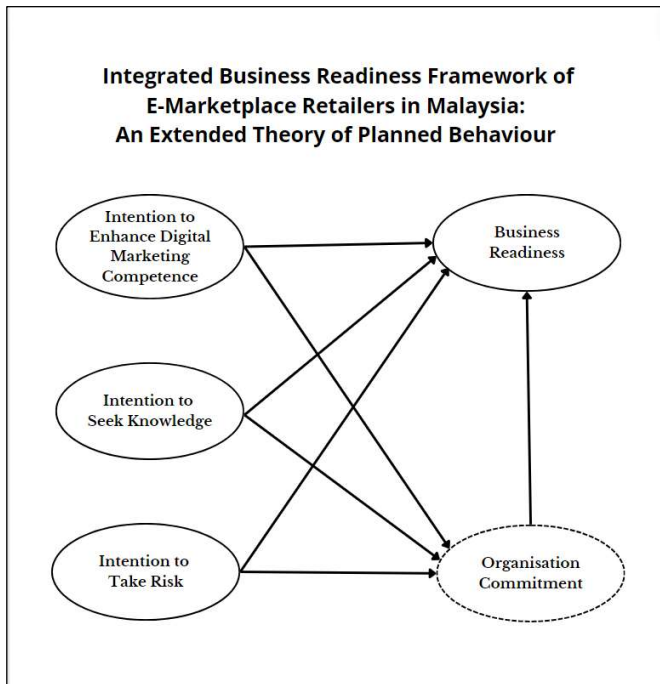 Integrated Business Readiness Framework of
E-Marketplace Retailers in Malaysia:
An Extended Theory of Planned Behaviour
Intention to
Enhance Digital
Marketing
Competence
Business
Readiness
Intention to
Seek Knowledge
Intention to
Take Risk
Organisation
Commitment